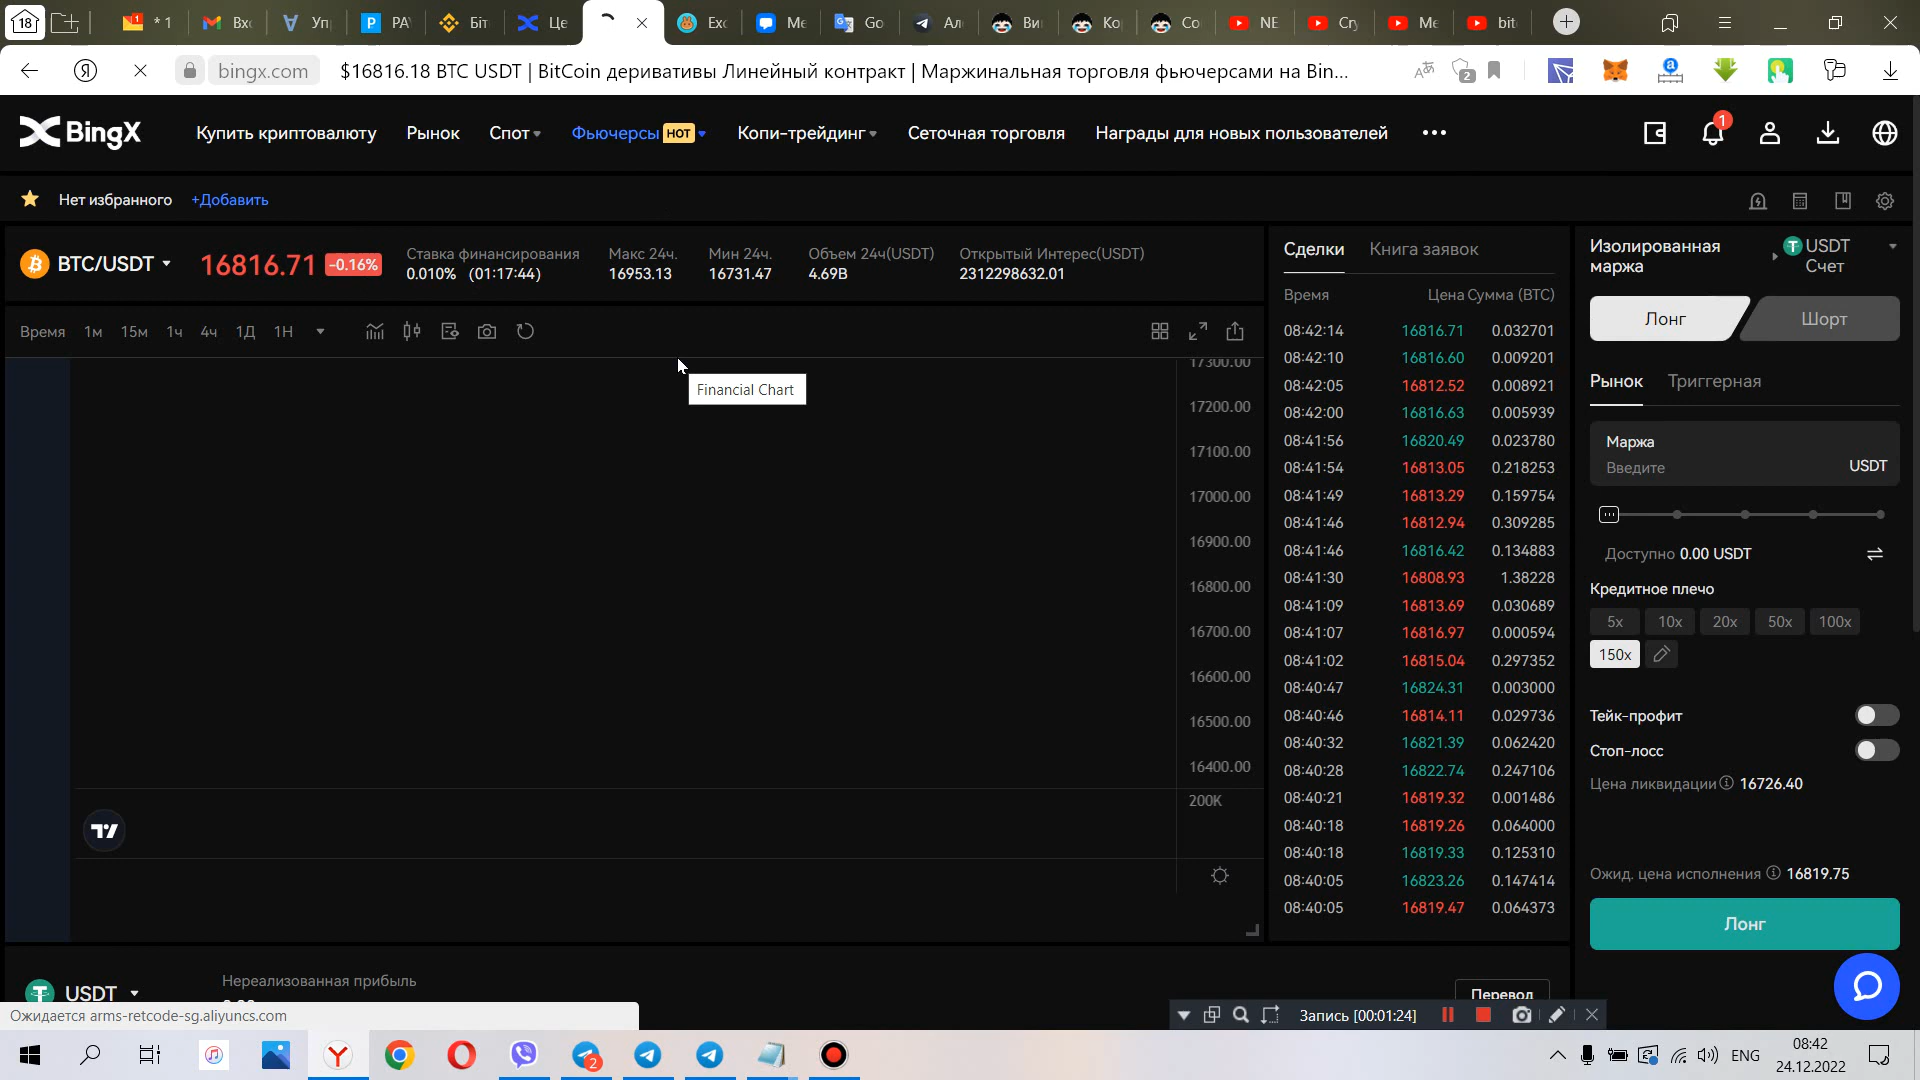 18
* 1
Вхо
Уп
PA
Біт
Це
Exc
Me
Go
Ал
Ви
Ко
Co
NE
Cry
Me
bit
bingx.com
$16816.18 BTC USDT | BitCoin деривативы Линейный контракт | Маржинальная торговля фьючерсами на Bin...
2
BingX
Купить криптовалюту
Рынок
Спот
Фьючерсы HOT
Копи-трейдинг
Сеточная торговля
Награды для новых пользователей
1
Нет избранного +Добавить
BTC/USDT
16816.71 -0.16%
Ставка финансирования
0.010% (01:17:44)
Макс 24ч.
16953.13
Мин 24ч.
16731.47
Объем 24ч(USDT)
4.69B
Открытый Интерес(USDT)
2312298632.01
Время 1м 15м 1ч 4ч 1Д 1Н
Financial Chart
17300.00
17200.00
17100.00
17000.00
16900.00
16800.00
16700.00
16600.00
16500.00
16400.00
200K
Сделки Книга заявок
Время Цена Сумма (BTC)
08:42:14 16816.71 0.032701
08:42:10 16816.60 0.009201
08:42:05 16812.52 0.008921
08:42:00 16816.63 0.005939
08:41:56 16820.49 0.023780
08:41:54 16813.05 0.218253
08:41:49 16813.29 0.159754
08:41:46 16812.94 0.309285
08:41:46 16816.42 0.134883
08:41:30 16808.93 1.38228
08:41:09 16813.69 0.030689
08:41:07 16816.97 0.000594
08:41:02 16815.04 0.297352
08:40:47 16824.31 0.003000
08:40:46 16814.11 0.029736
08:40:32 16821.39 0.062420
08:40:28 16822.74 0.247106
08:40:21 16819.32 0.001486
08:40:18 16819.26 0.064000
08:40:18 16819.33 0.125310
08:40:05 16823.26 0.147414
08:40:05 16819.47 0.064373
Изолированная
маржа
USDT
Счет
Лонг
Шорт
Рынок Триггерная
Маржа
Введите USDT
Доступно 0.00 USDT
Кредитное плечо
5x 10x 20x 50x 100x
150x
Тейк-профит
Стоп-лосс
Цена ликвидации 16726.40
Ожид. цена исполнения 16819.75
Лонг
USDT
Нереализованная прибыль
Перевод
Ожидается arms-retcode-sg.aliyuncs.com
Запись [00:01:24]
2
ENG
08:42
24.12.2022